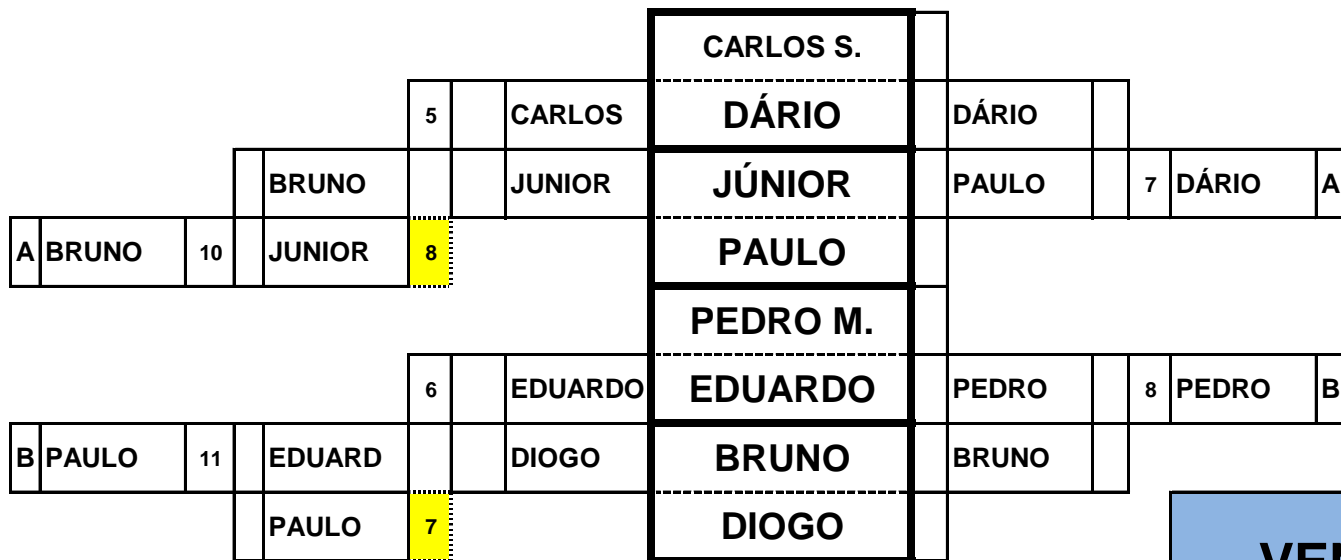 CARLOS S.
5 CARLOS DÁRIO DÁRIO
BRUNO JUNIOR JÚNIOR PAULO 7 DÁRIO A
A BRUNO 10 JUNIOR 8 PAULO
PEDRO M.
6 EDUARDO EDUARDO PEDRO 8 PEDRO B
B PAULO 11 EDUARD DIOGO BRUNO BRUNO
PAULO 7 DIOGO